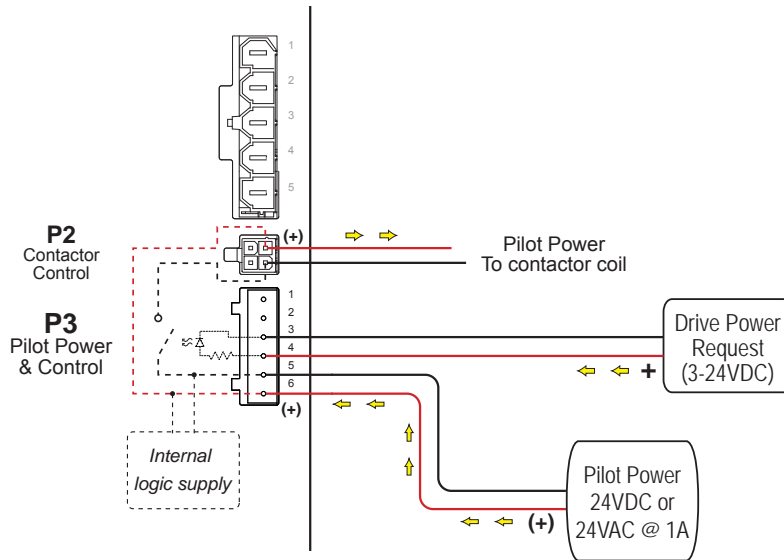 1
2
3
4
5
P2
Contactor
Control
(+)
Pilot Power
To contactor coil
P3
Pilot Power
& Control
1
2
3
4
5
6
(+)
Drive Power
Request
(3-24VDC)
+
Internal
logic supply
Pilot Power
24VDC or
24VAC @ 1A
(+)